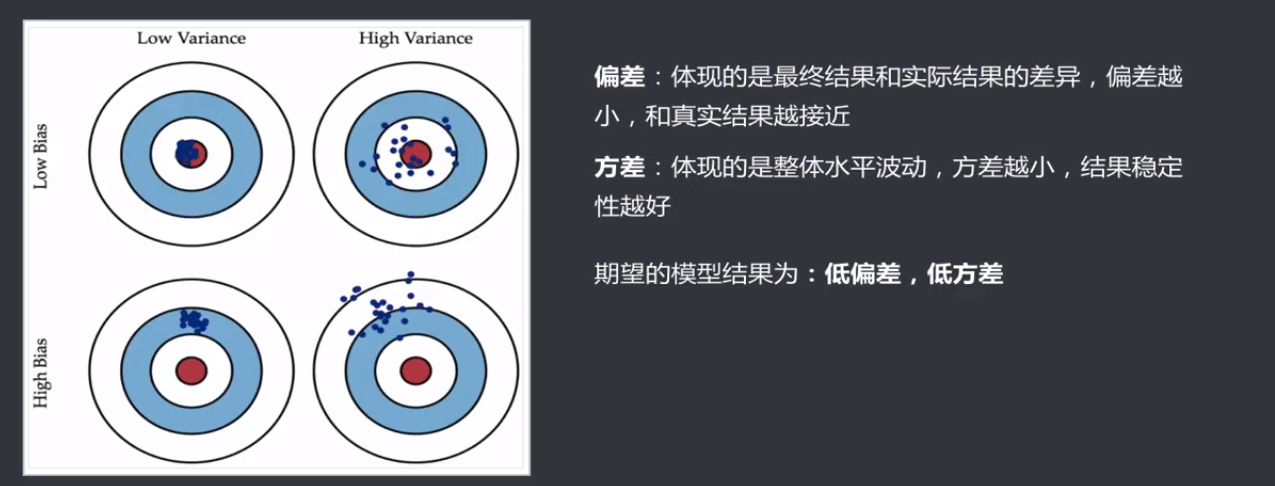 Low Variance
High Variance
Low Bias
High Bias
偏差：体现的是最终结果和实际结果的差异，偏差越
小，和真实结果越接近
方差：体现的是整体水平波动，方差越小，结果稳定
性越好
期望的模型结果为：低偏差，低方差